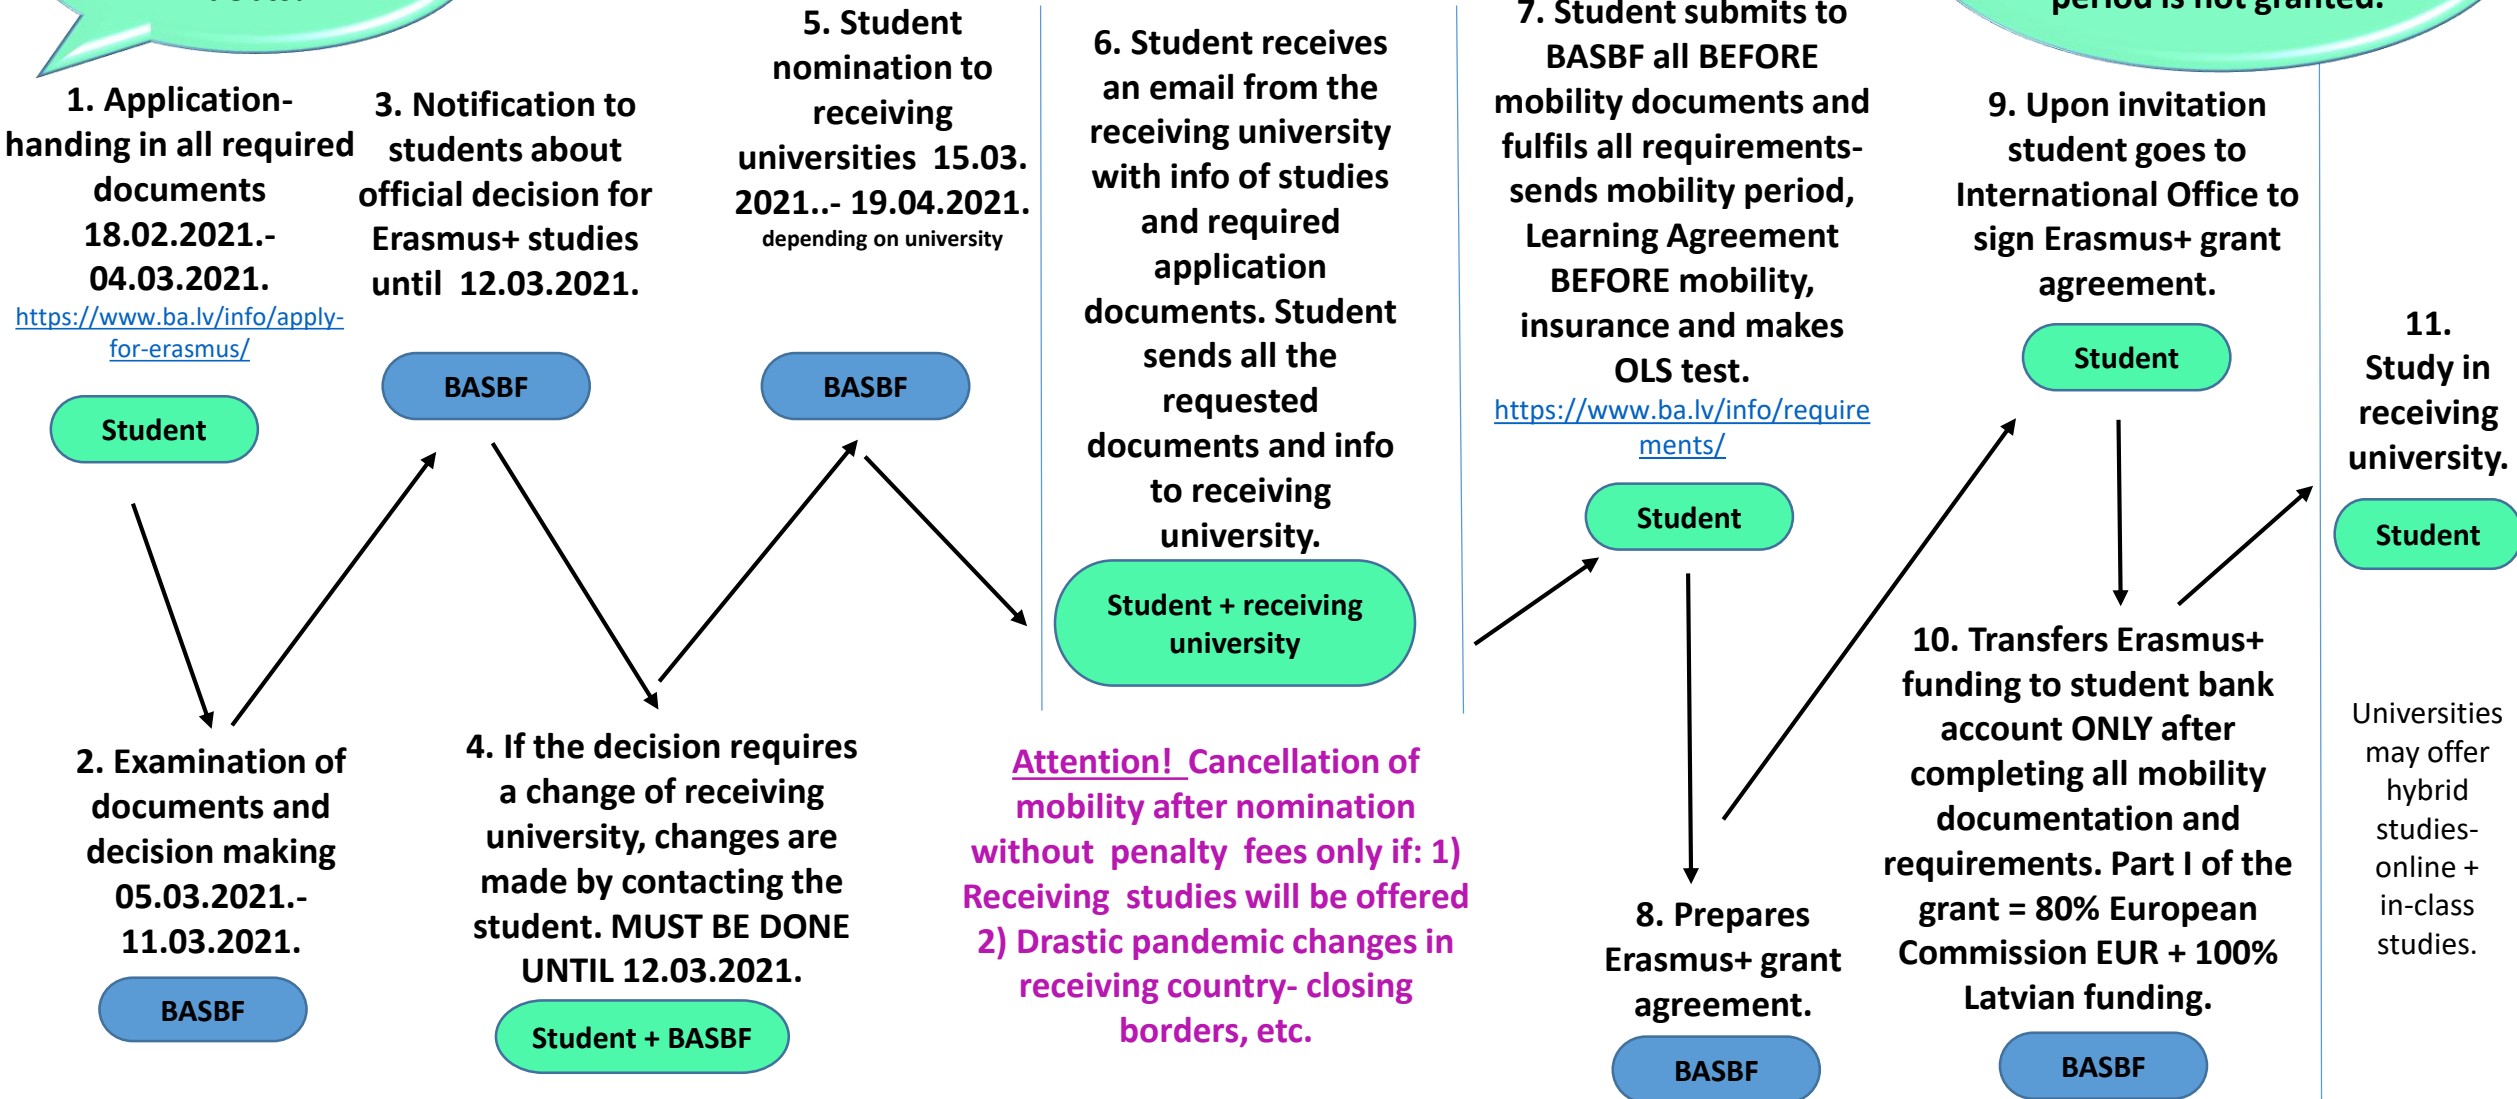 period is not granted.
1. Application-
handing in all required
documents
18.02.2021.-
04.03.2021.
https://www.ba.lv/info/apply-
for-erasmus/
Student
2. Examination of
documents and
decision making
05.03.2021.-
11.03.2021.
BASBF
3. Notification to
students about
official decision for
Erasmus+ studies
until 12.03.2021.
BASBF
4. If the decision requires
a change of receiving
university, changes are
made by contacting the
student. MUST BE DONE
UNTIL 12.03.2021.
Student + BASBF
5. Student
nomination to
receiving
universities 15.03.
2021..- 19.04.2021.
depending on university
BASBF
6. Student receives
an email from the
receiving university
with info of studies
and required
application
documents. Student
sends all the
requested
documents and info
to receiving
university.
Student + receiving
university
Attention! Cancellation of
mobility after nomination
without penalty fees only if: 1)
Receiving studies will be offered
2) Drastic pandemic changes in
receiving country- closing
borders, etc.
7. Student submits to
BASBF all BEFORE
mobility documents and
fulfils all requirements-
sends mobility period,
Learning Agreement
BEFORE mobility,
insurance and makes
OLS test.
https://www.ba.lv/info/require
ments/
Student
8. Prepares
Erasmus+ grant
agreement.
BASBF
9. Upon invitation
student goes to
International Office to
sign Erasmus+ grant
agreement.
Student
10. Transfers Erasmus+
funding to student bank
account ONLY after
completing all mobility
documentation and
requirements. Part I of the
grant = 80% European
Commission EUR + 100%
Latvian funding.
BASBF
11.
Study in
receiving
university.
Student
Universities
may offer
hybrid
studies-
online +
in-class
studies.